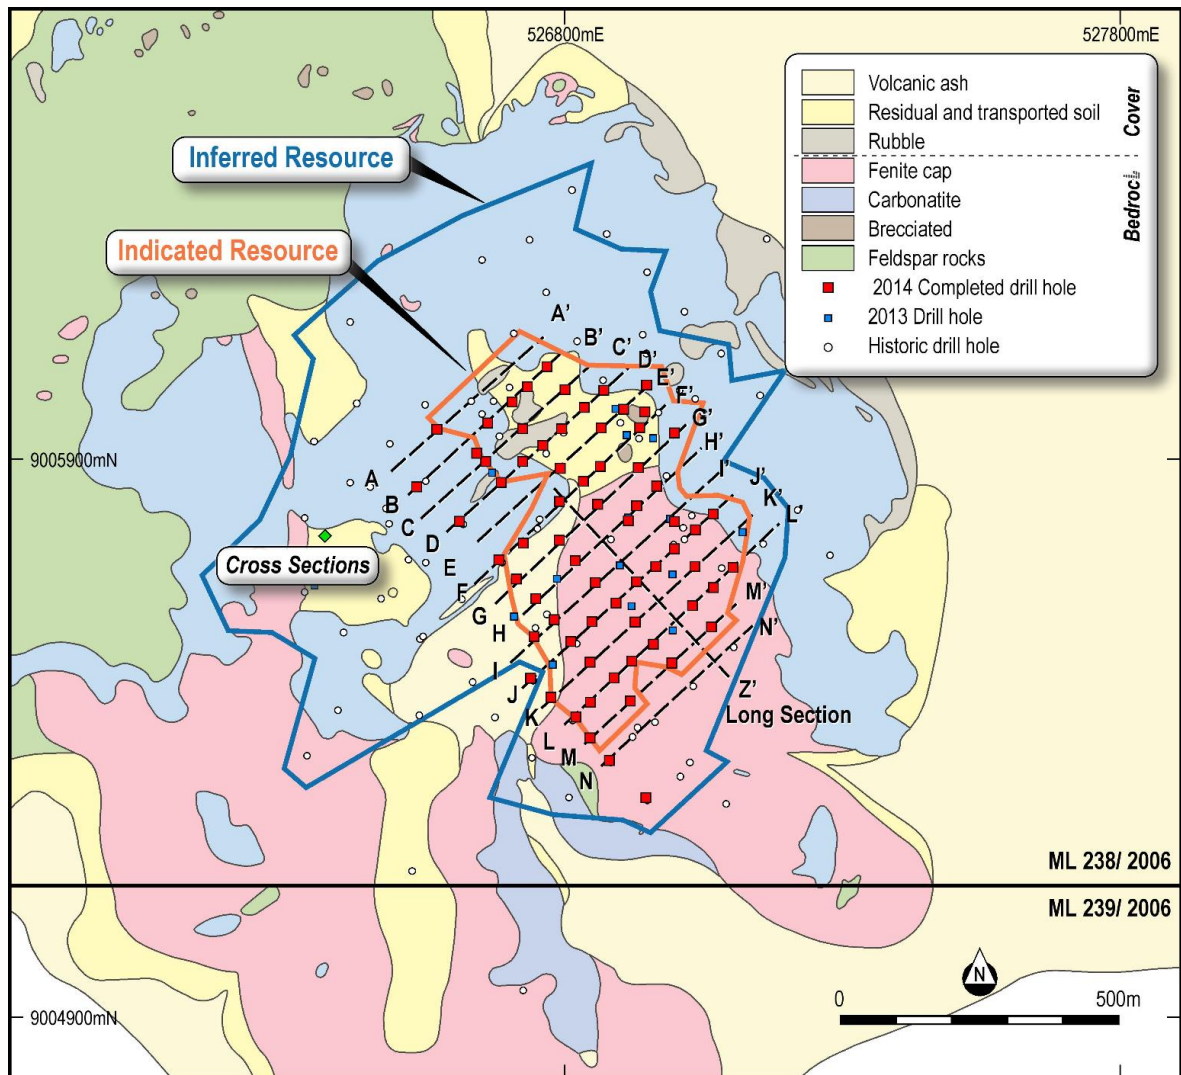 526800mE
527800mE
Volcanic ash
Residual and transported soil
Rubble
Cover
Fenite cap
Carbonatite
Brecciated
Feldspar rocks
2014 Completed drill hole
2013 Drill hole
Historic drill hole
Inferred Resource
Indicated Resource
A'
B'
C'
D'
E'
F'
G'
H'
I'
J'
K'
L'
M'
N'
9005900mN
A
B
C
D
E
F
G
H
I
J
K
L
M
N
Cross Sections
Z'
Long Section
ML 238/ 2006
ML 239/ 2006
N
0
500m
9004900mN